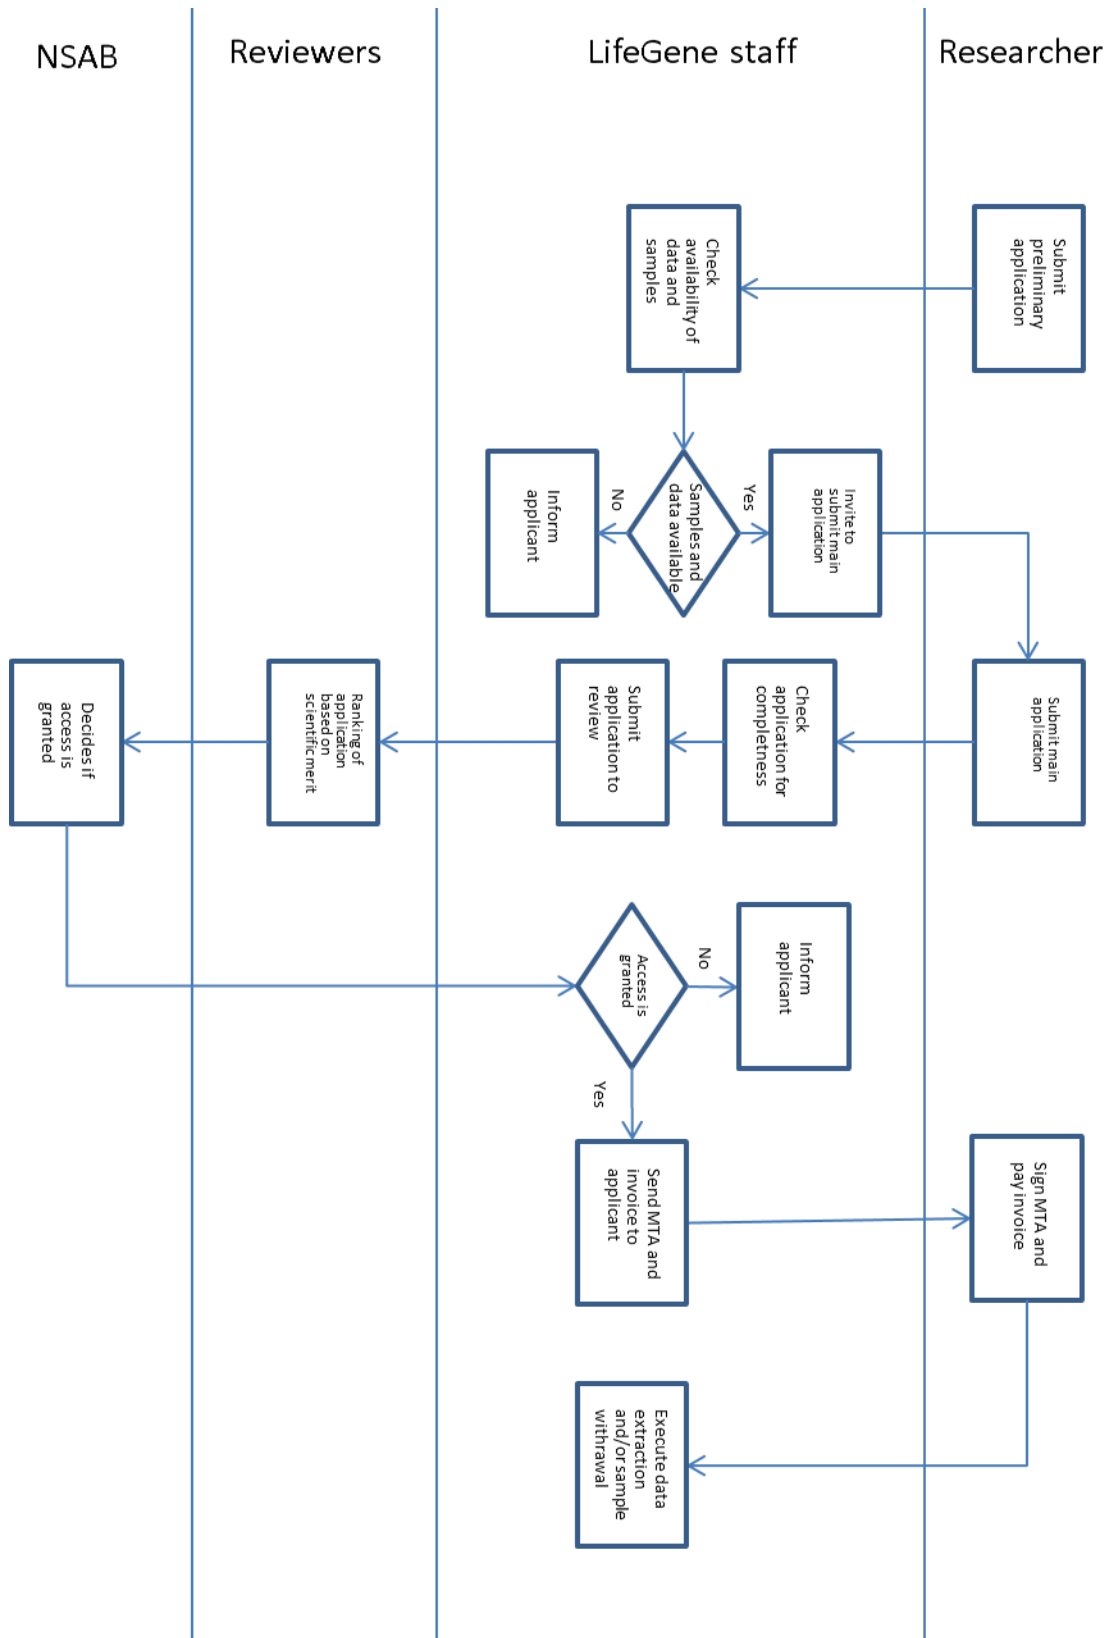 NSAB
Reviewers
LifeGene staff
Researcher
Submit
preliminary
application
Check
availability of
data and
samples
Samples and
data available
Yes
No
Invite to
submit main
application
Inform
applicant
Submit main
application
Check
application for
completness
Submit
application to
review
Ranking of
application
based on
scientific merit
Decides if
access is
granted
Access is
granted
No
Inform
applicant
Yes
Send MTA and
invoice to
applicant
Sign MTA and
pay invoice
Execute data
extraction
and/or sample
withrawal